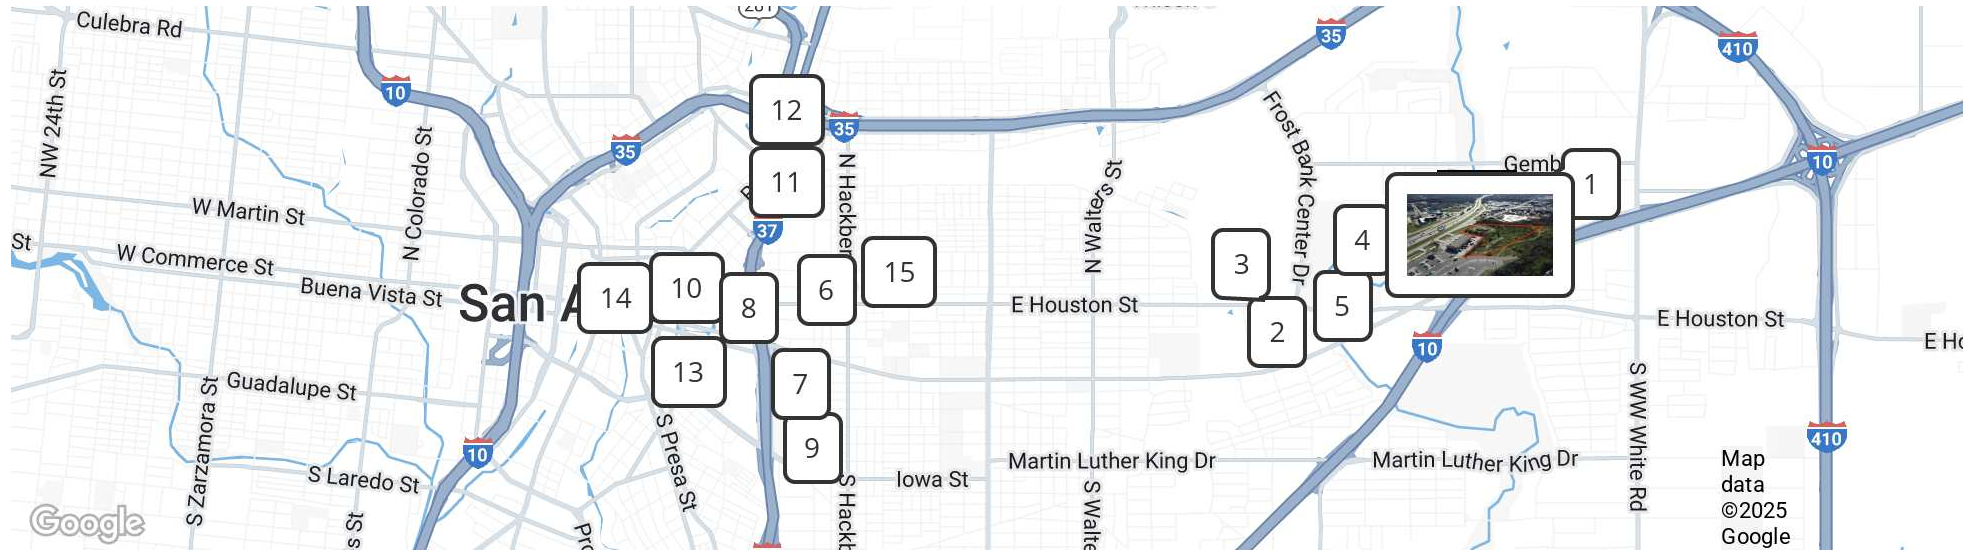 Culebra Rd
281
35
410
10
NW 24th St
N Colorado St
12
35
35
Frost Bank Center Dr
10
N Walters St
Gemb
1
11
W Martin St
37
St
W Commerce St
3
4
Buena Vista St
San A
14
10
8
6
15
E Houston St
5
2
E Houston St
10
13
7
Guadalupe St
S Zarzamora St
S Presa St
9
S WW White Rd
10
S Laredo St
Iowa St
Martin Luther King Dr
Martin Luther King Dr
410
Map
data
©2025
Google
Google